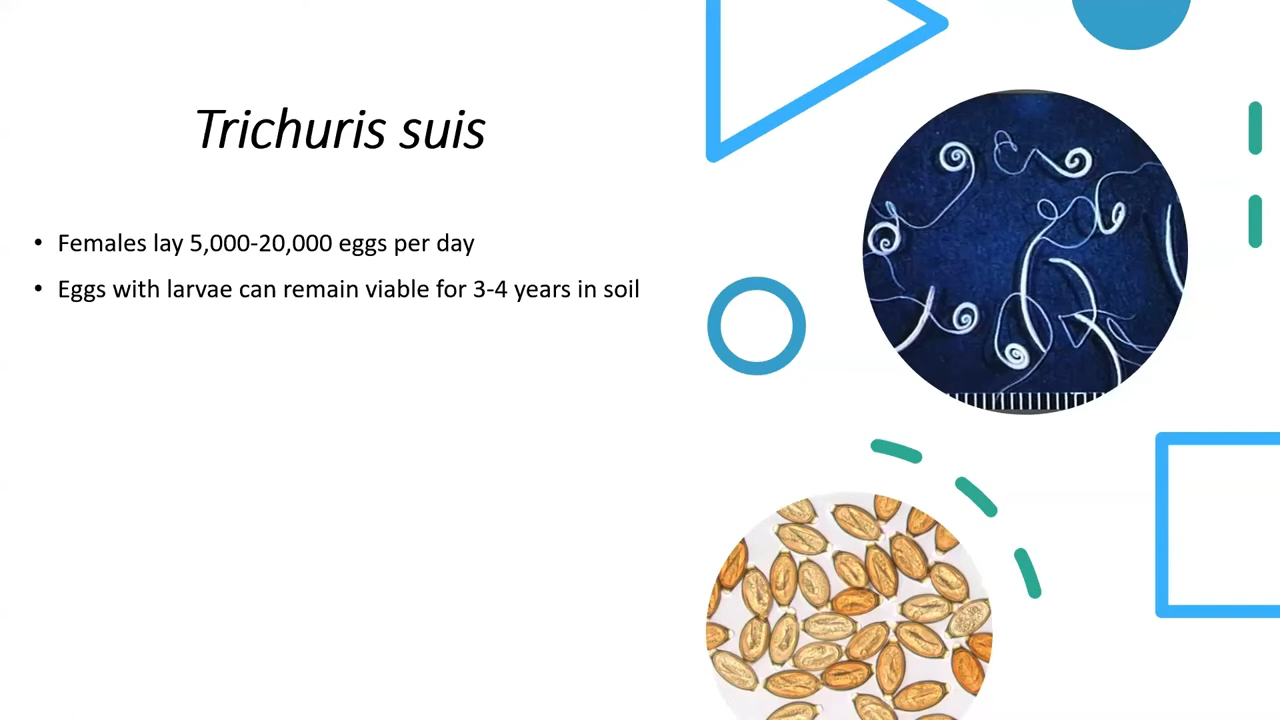 Trichuris suis
• Females lay 5,000-20,000 eggs per day
• Eggs with larvae can remain viable for 3-4 years in soil